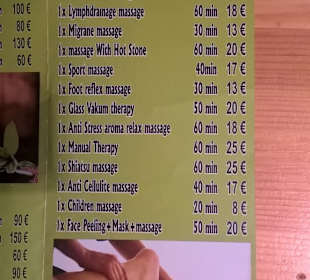 in 100 €
in 80 €
in 130 €
n 60 €
1x Lymphdrainage massage 60 min 18 €
1x Migrane massage 30 min 13 €
1x massage With Hot Stone 60 min 20 €
1x Sport massage 40min 17 €
1x Foot reflex massage 30 min 13 €
1x Glass Vakum therapy 50 min 20 €
1x Anti Stress aroma relax massage 60 min 18 €
1x Manual Therapy 60 min 25 €
1x Shiatsu massage 60 min 25 €
1x Anti Cellulite massage 40 min 17 €
1x Children massage 20 min 8 €
1x Face Peeling+Mask+massage 50 min 20 €
in 90 €
n 150 €
60 €
90 €